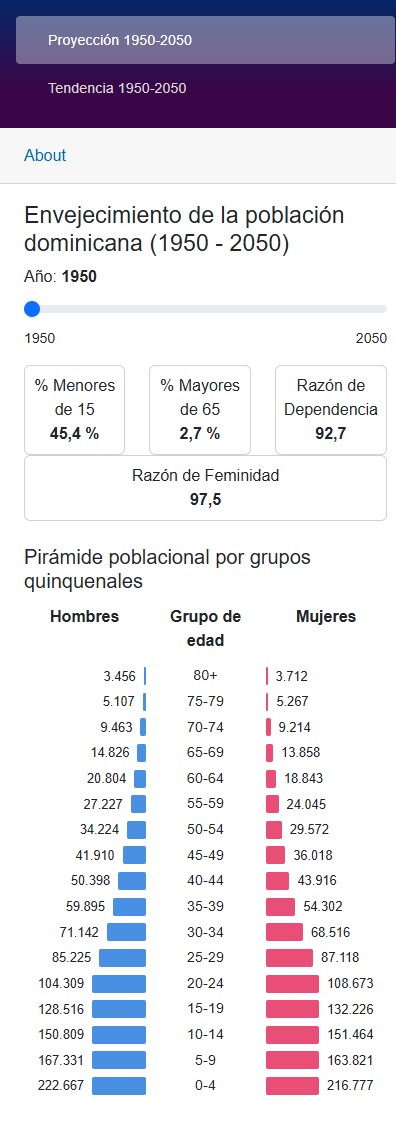 Proyección 1950-2050
Tendencia 1950-2050
About
Envejecimiento de la población
dominicana (1950 - 2050)
Año: 1950
1950 2050
% Menores
de 15
45,4 %
% Mayores
de 65
2,7 %
Razón de
Dependencia
92,7
Razón de Feminidad
97,5
Pirámide poblacional por grupos
quinquenales
Hombres Grupo de edad Mujeres
3.456 80+ 3.712
5.107 75-79 5.267
9.463 70-74 9.214
14.826 65-69 13.858
20.804 60-64 18.843
27.227 55-59 24.045
34.224 50-54 29.572
41.910 45-49 36.018
50.398 40-44 43.916
59.895 35-39 54.302
71.142 30-34 68.516
85.225 25-29 87.118
104.309 20-24 108.673
128.516 15-19 132.226
150.809 10-14 151.464
167.331 5-9 163.821
222.667 0-4 216.777